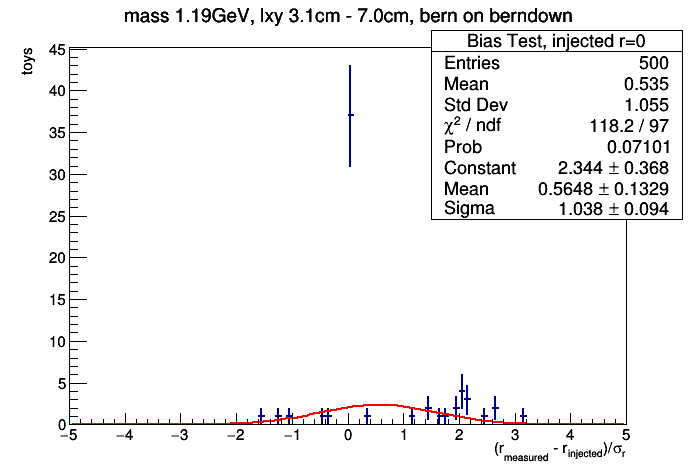 mass 1.19GeV, lxy 3.1cm - 7.0cm, bern on berndown
toys
Bias Test, injected r=0
Entries 500
Mean 0.535
Std Dev 1.055
χ² / ndf 118.2 / 97
Prob 0.07101
Constant 2.344 ± 0.368
Mean 0.5648 ± 0.1329
Sigma 1.038 ± 0.094
45
40
35
30
25
20
15
10
5
0
−5 −4 −3 −2 −1 0 1 2 3 4 5
(r_measured - r_injected)/σ_r